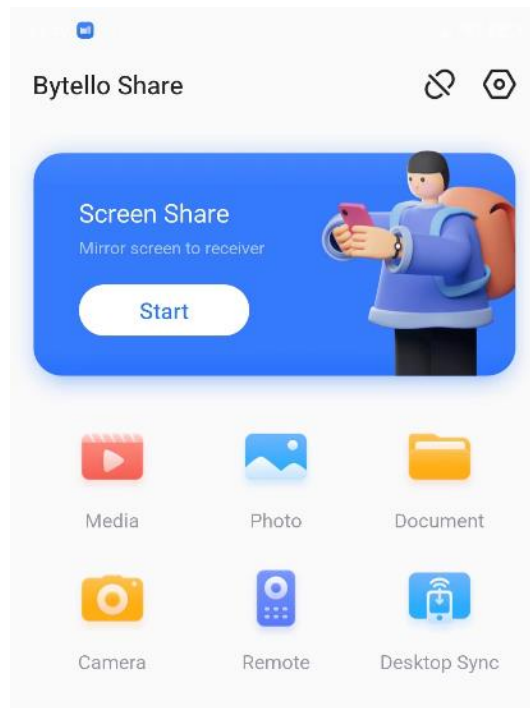 Bytello Share
Screen Share
Mirror screen to receiver
Start
Media
Photo
Document
Camera
Remote
Desktop Sync